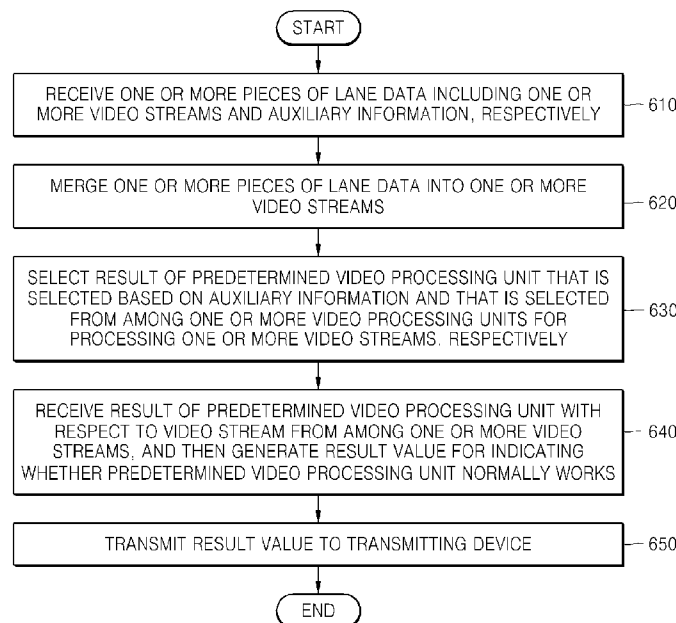 START
RECEIVE ONE OR MORE PIECES OF LANE DATA INCLUDING ONE OR
MORE VIDEO STREAMS AND AUXILIARY INFORMATION, RESPECTIVELY
610
MERGE ONE OR MORE PIECES OF LANE DATA INTO ONE OR MORE
VIDEO STREAMS
620
SELECT RESULT OF PREDETERMINED VIDEO PROCESSING UNIT THAT IS
SELECTED BASED ON AUXILIARY INFORMATION AND THAT IS SELECTED
FROM AMONG ONE OR MORE VIDEO PROCESSING UNITS FOR
PROCESSING ONE OR MORE VIDEO STREAMS, RESPECTIVELY
630
RECEIVE RESULT OF PREDETERMINED VIDEO PROCESSING UNIT WITH
RESPECT TO VIDEO STREAM FROM AMONG ONE OR MORE VIDEO
STREAMS, AND THEN GENERATE RESULT VALUE FOR INDICATING
WHETHER PREDETERMINED VIDEO PROCESSING UNIT NORMALLY WORKS
640
TRANSMIT RESULT VALUE TO TRANSMITTING DEVICE
650
END